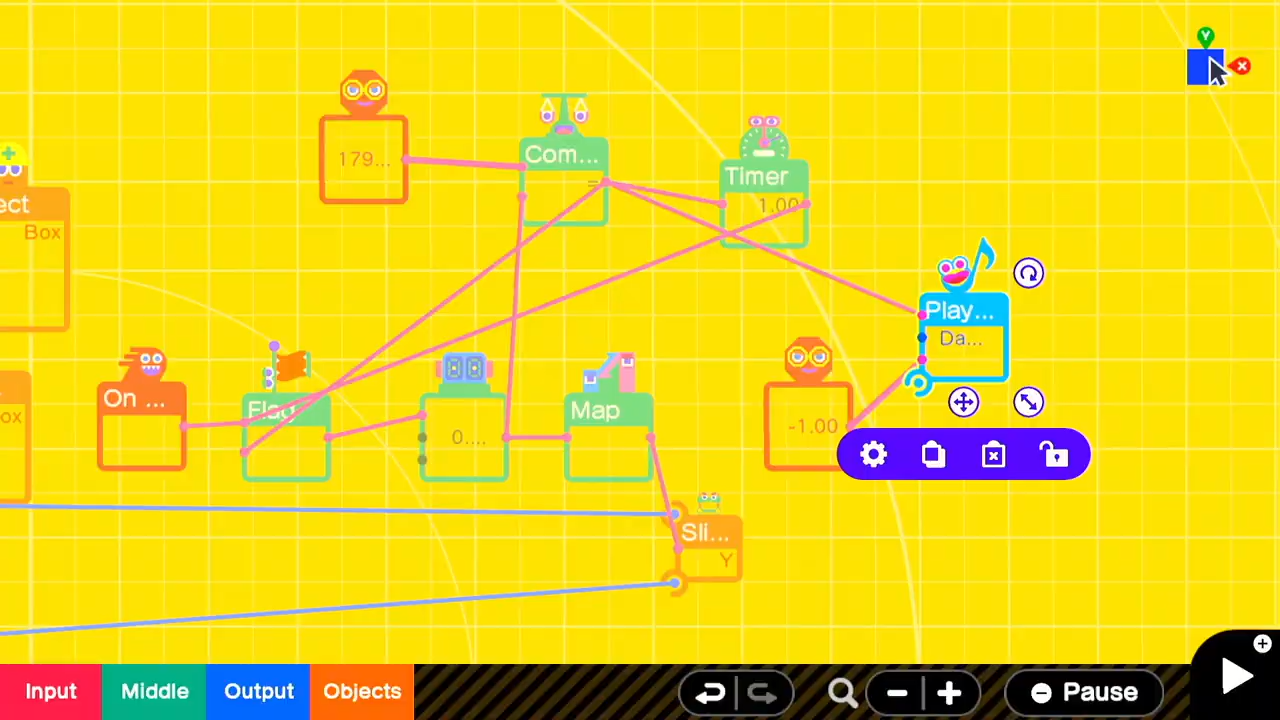 Y
X
179...
Com...
=
Timer
1.00
ect
Box
Play...
Da...
On ...
Flag
0....
Map
-1.00
ox
Sli...
Y
Input
Middle
Output
Objects
Pause